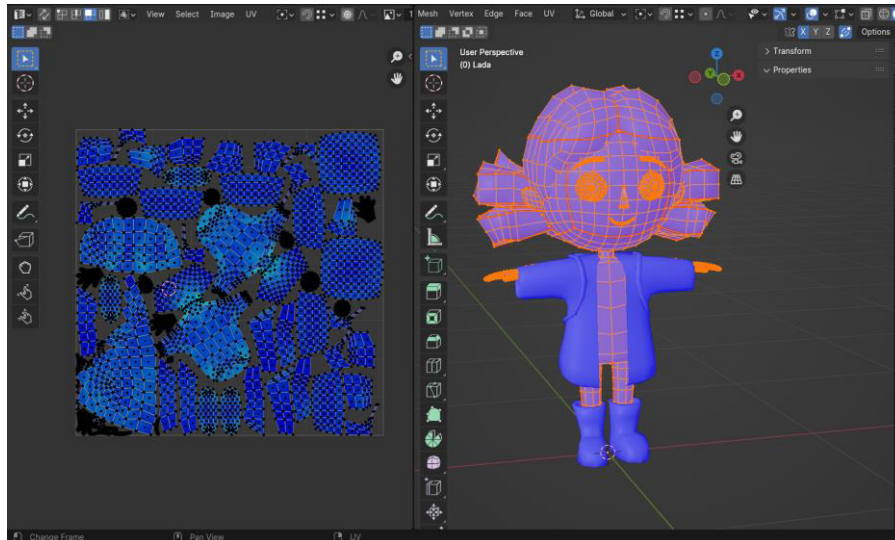 View Select Image UV
Mesh Vertex Edge Face UV Global
X Y Z Options
User Perspective
(0) Lada
Transform
Properties
Z
Y
X
Change Frame Pan View UV